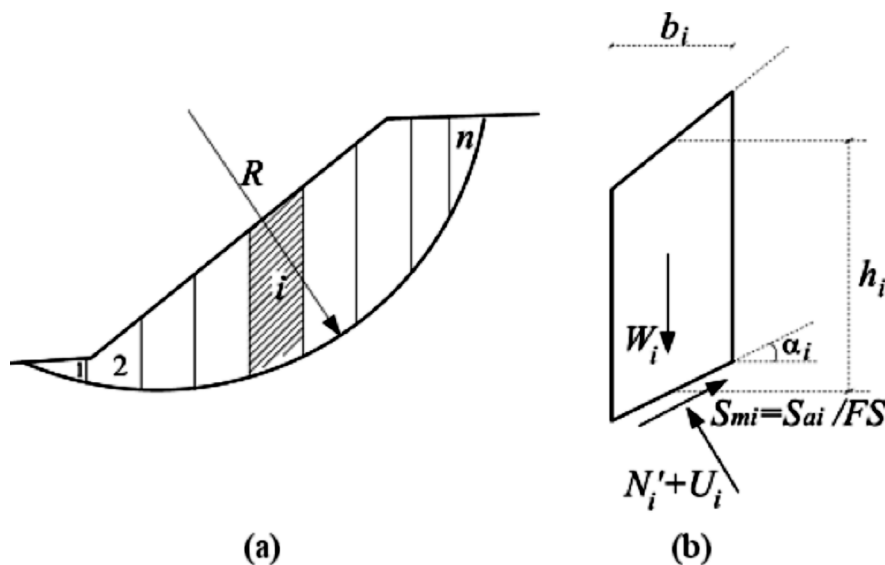 R
n
i
1
2
(a)
b_i
h_i
W_i
α_i
S_mi=S_ai/FS
N_i'+U_i
(b)